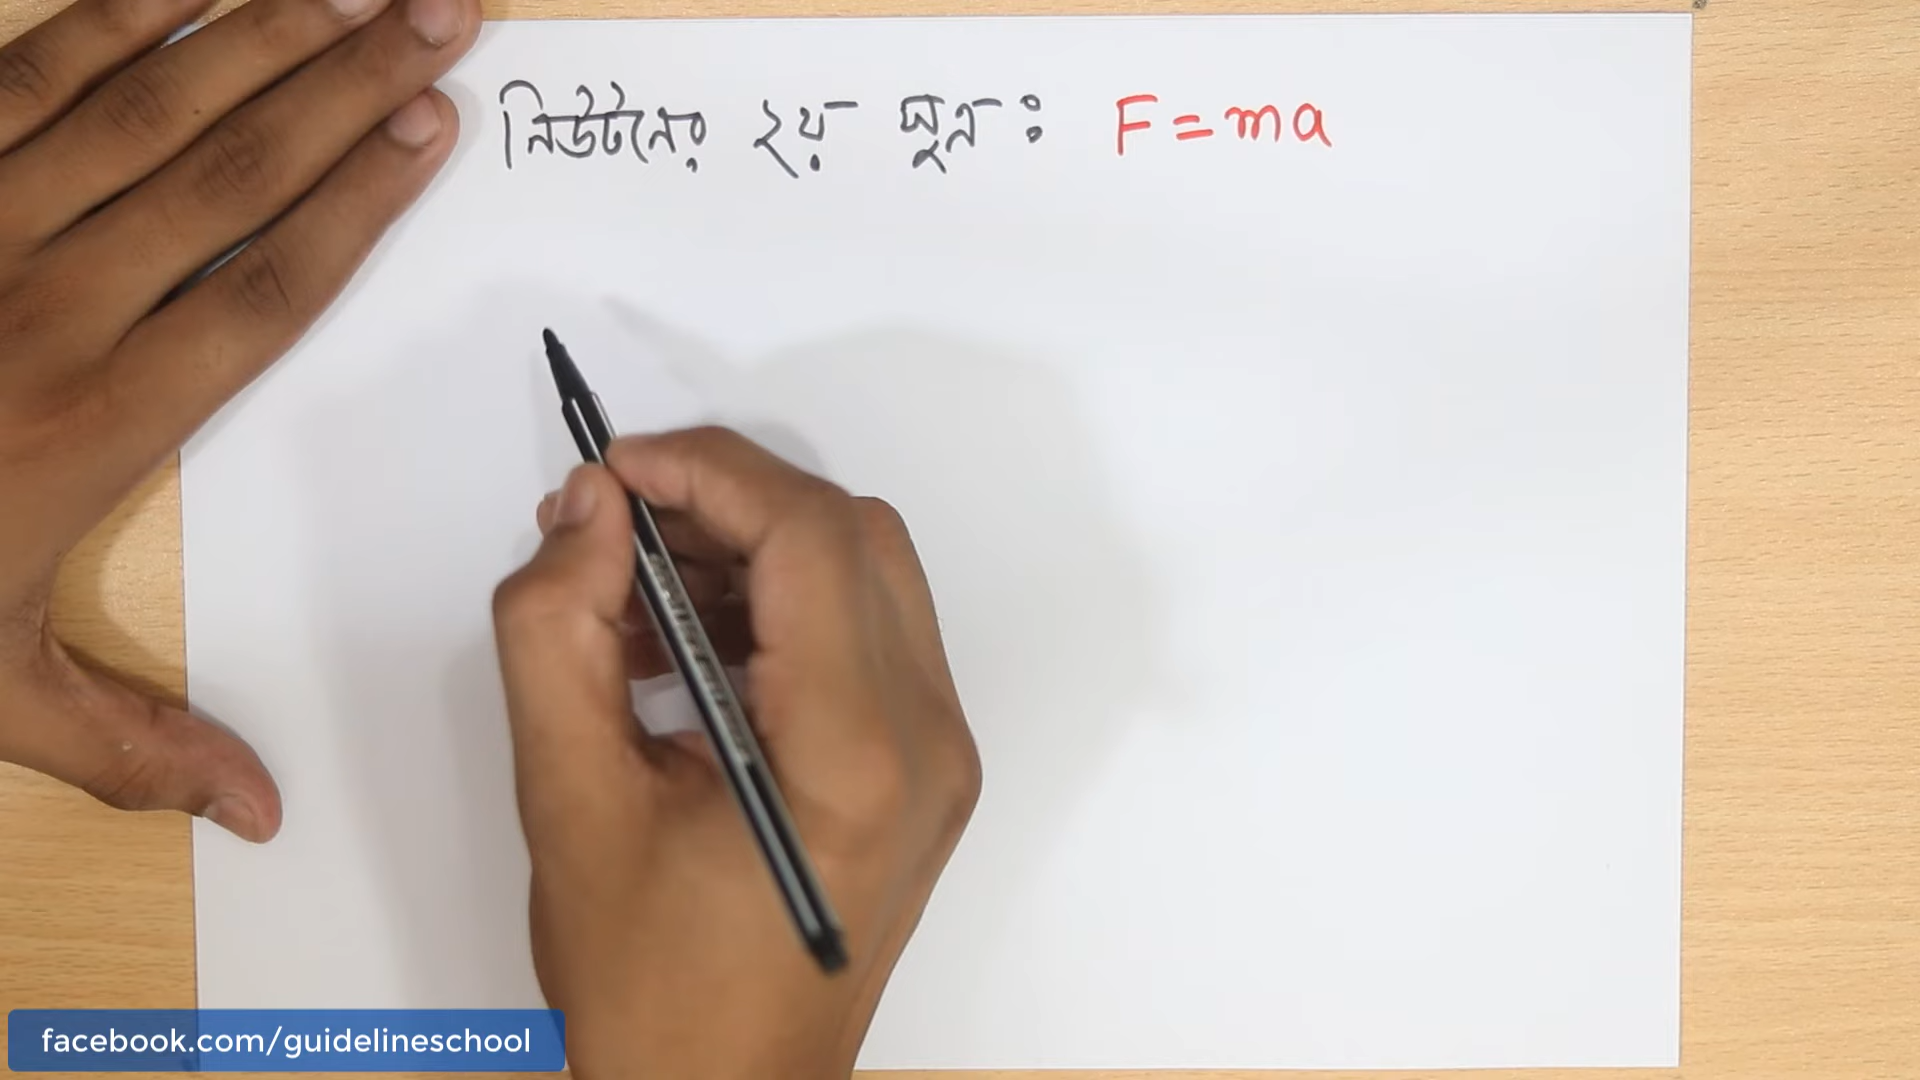 নিউটনের ২য় সূত্র : F = ma
facebook.com/guidelineschool